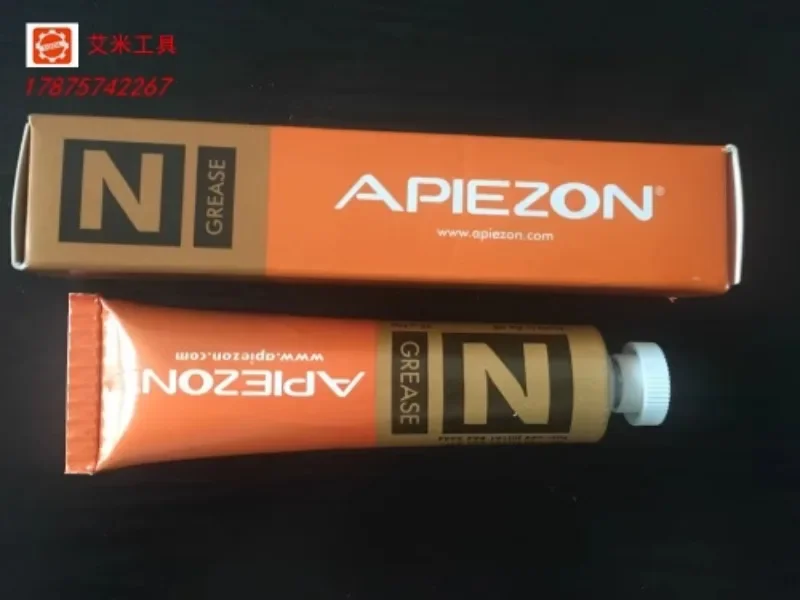 艾米工具
17875742267
N
GREASE
APIEZON®
www.apiezon.com
www.apiezon.com
APIEZON
GREASE
N